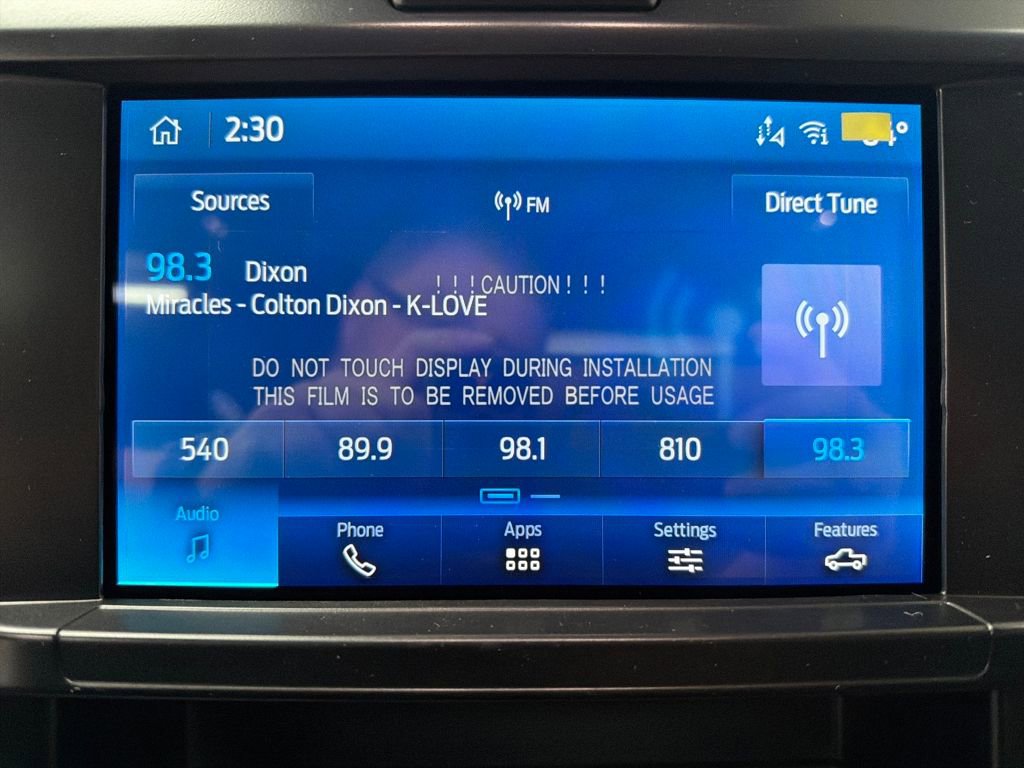 2:30
Sources
FM
Direct Tune
98.3 Dixon
! ! ! CAUTION ! ! !
Miracles - Colton Dixon - K-LOVE
DO NOT TOUCH DISPLAY DURING INSTALLATION
THIS FILM IS TO BE REMOVED BEFORE USAGE
540 89.9 98.1 810 98.3
Audio Phone Apps Settings Features